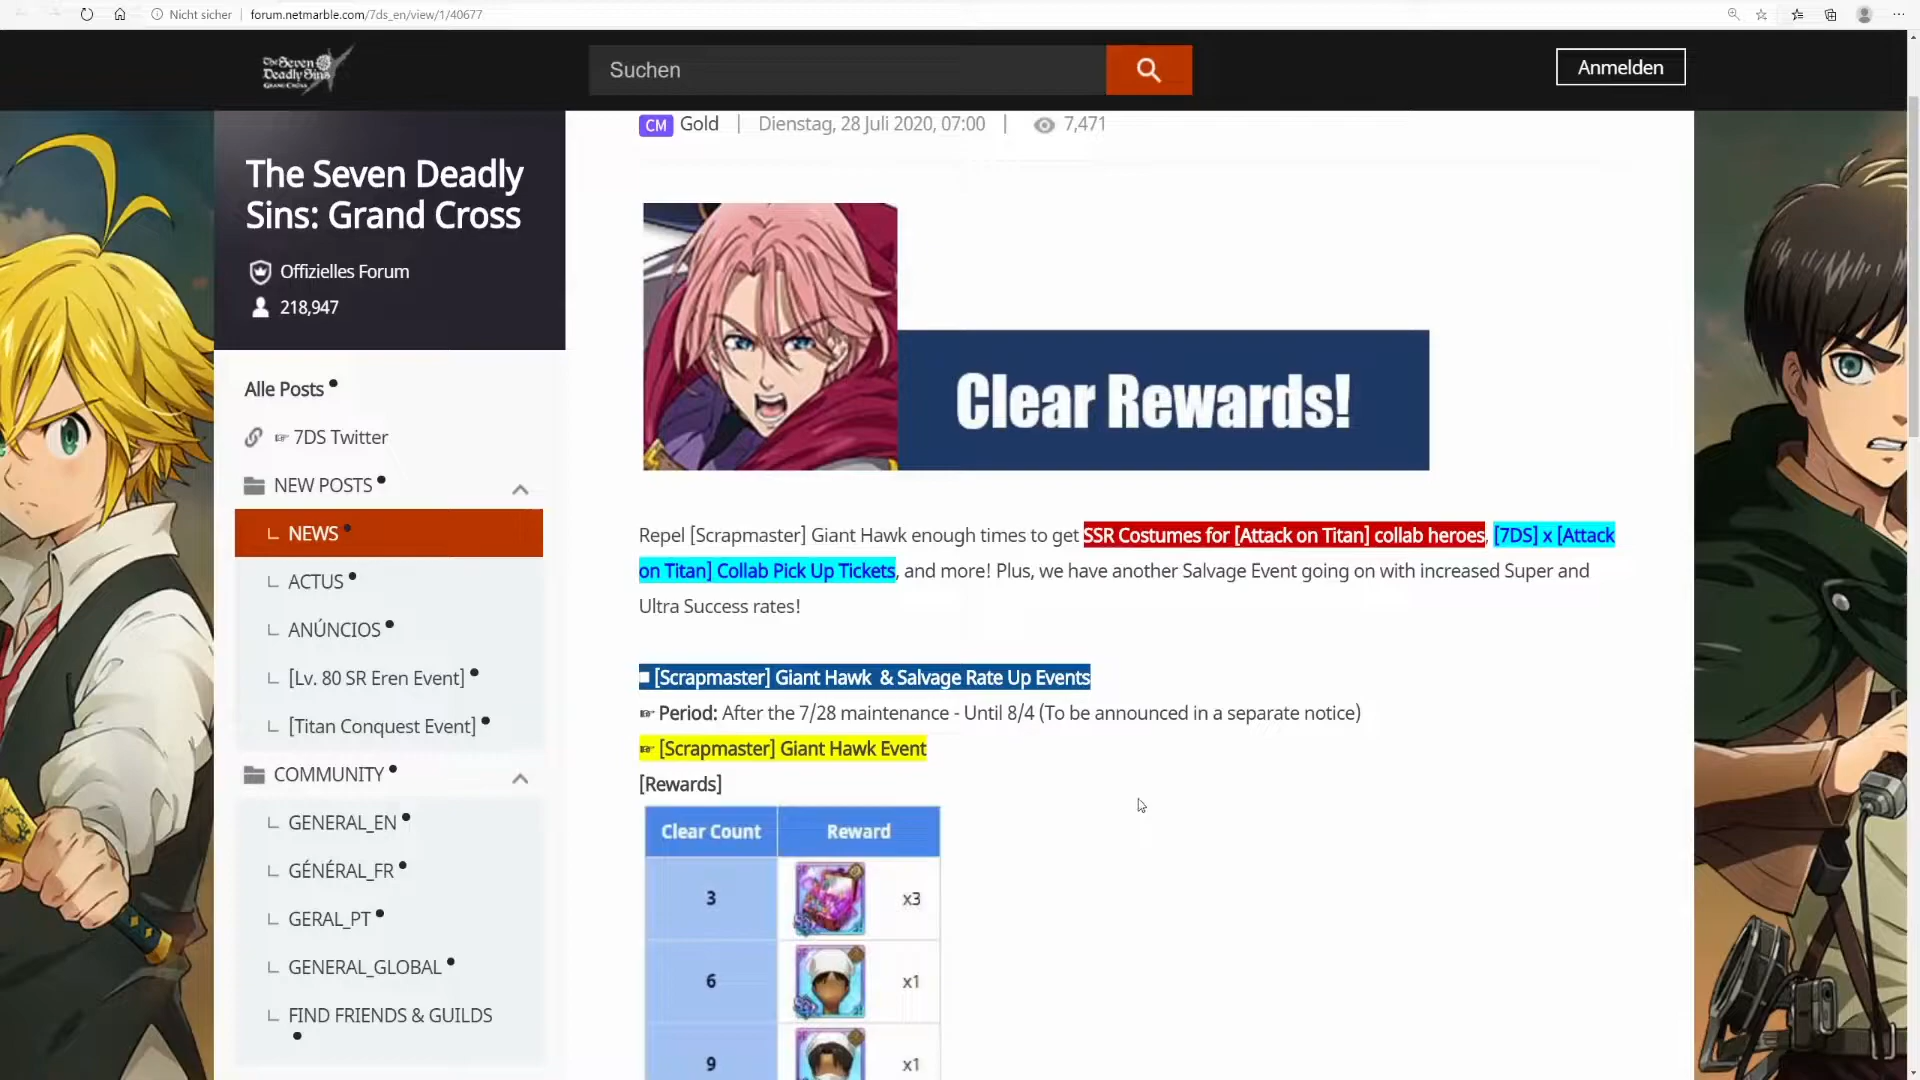 Nicht sicher forum.netmarble.com/7ds_en/view/1/40677
The Seven
Deadly Sins
GRAND CROSS
Suchen
Anmelden
The Seven Deadly
Sins: Grand Cross
Offizielles Forum
218,947
Alle Posts
7DS Twitter
NEW POSTS
NEWS
ACTUS
ANÚNCIOS
[Lv. 80 SR Eren Event]
[Titan Conquest Event]
COMMUNITY
GENERAL_EN
GÉNÉRAL_FR
GERAL_PT
GENERAL_GLOBAL
FIND FRIENDS & GUILDS
CM Gold | Dienstag, 28 Juli 2020, 07:00 | 7,471
Clear Rewards!
Repel [Scrapmaster] Giant Hawk enough times to get SSR Costumes for [Attack on Titan] collab heroes, [7DS] x [Attack
on Titan] Collab Pick Up Tickets, and more! Plus, we have another Salvage Event going on with increased Super and
Ultra Success rates!
■ [Scrapmaster] Giant Hawk & Salvage Rate Up Events
☞ Period: After the 7/28 maintenance - Until 8/4 (To be announced in a separate notice)
☞ [Scrapmaster] Giant Hawk Event
[Rewards]
Clear Count Reward
3 x3
6 x1
9 x1